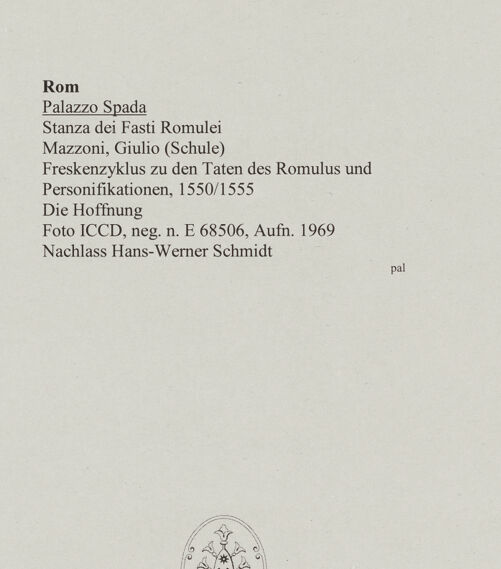 Rom
Palazzo Spada
Stanza dei Fasti Romulei
Mazzoni, Giulio (Schule)
Freskenzyklus zu den Taten des Romulus und
Personifikationen, 1550/1555
Die Hoffnung
Foto ICCD, neg. n. E 68506, Aufn. 1969
Nachlass Hans-Werner Schmidt
pal